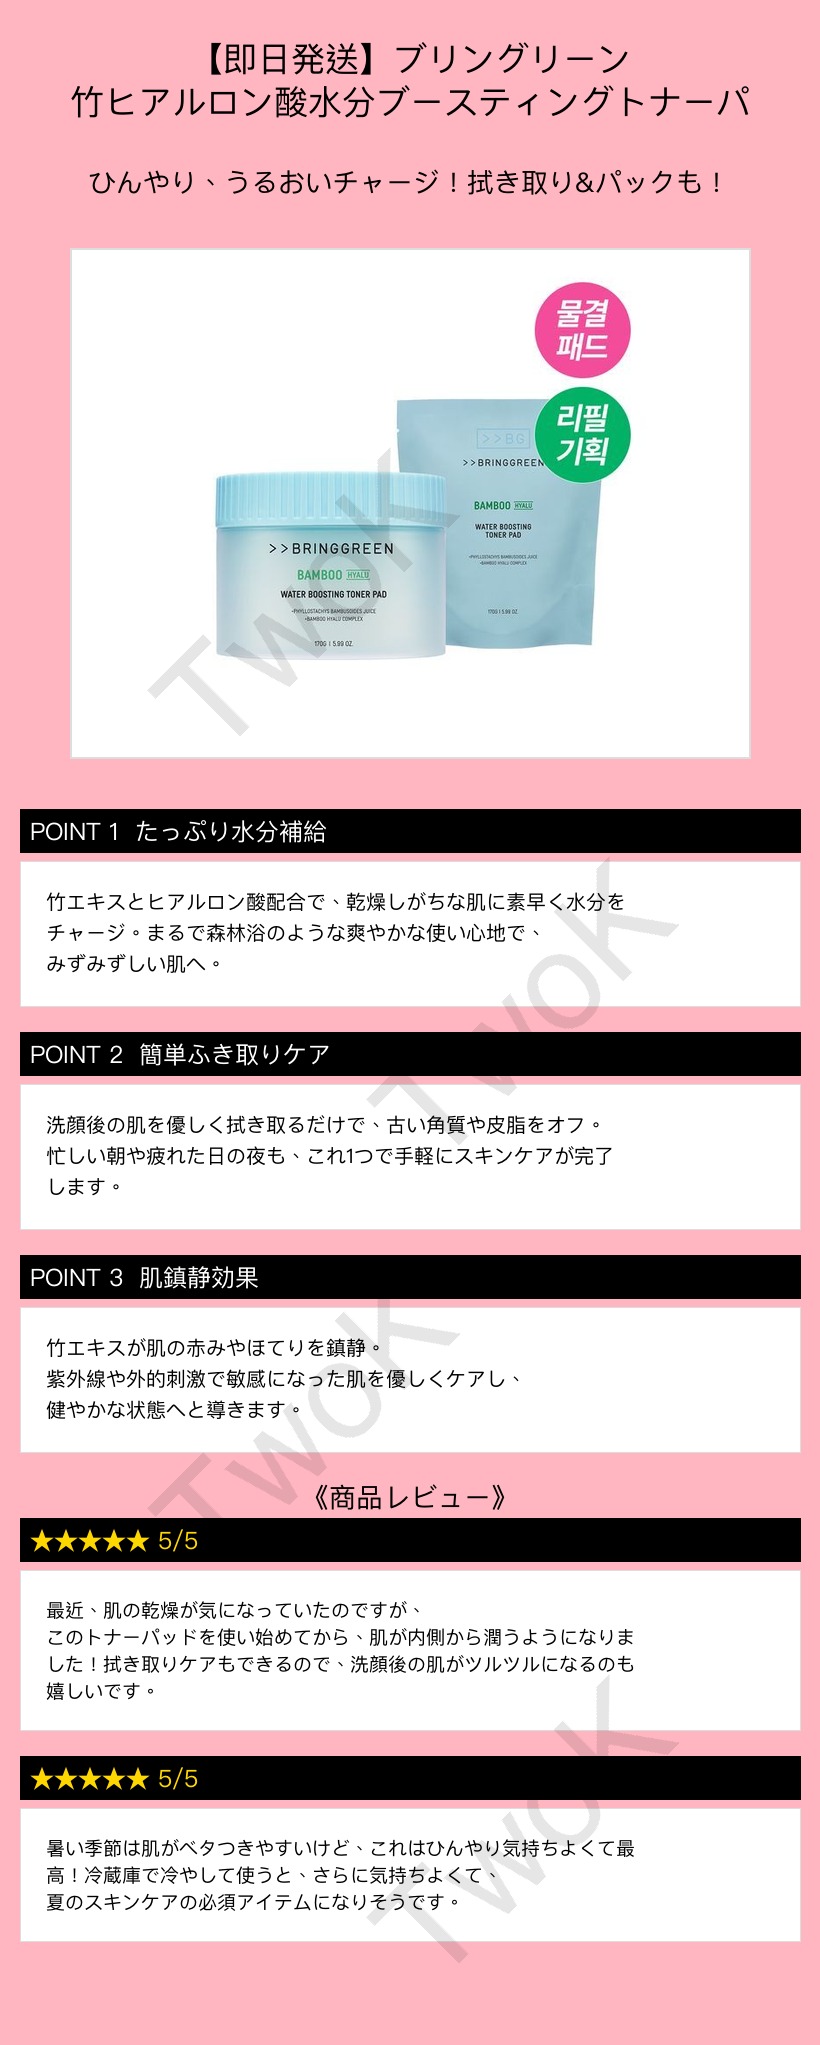 【即日発送】ブリングリーン
竹ヒアルロン酸水分ブースティングトナーパ
ひんやり、うるおいチャージ！拭き取り&パックも！
물결
패드
리필
기획
>>BG
>>BRINGGREEN
BAMBOO HYALU
WATER BOOSTING
TONER PAD
•PHYLLOSTACHYS BAMBUSOIDES JUICE
•BAMBOO HYALU COMPLEX
170G | 5.99 OZ.
>>BRINGGREEN
BAMBOO HYALU
WATER BOOSTING TONER PAD
•PHYLLOSTACHYS BAMBUSOIDES JUICE
•BAMBOO HYALU COMPLEX
170G | 5.99 OZ.
TwoK
POINT 1 たっぷり水分補給
竹エキスとヒアルロン酸配合で、乾燥しがちな肌に素早く水分を
チャージ。まるで森林浴のような爽やかな使い心地で、
みずみずしい肌へ。
TwoK
POINT 2 簡単ふき取りケア
洗顔後の肌を優しく拭き取るだけで、古い角質や皮脂をオフ。
忙しい朝や疲れた日の夜も、これ1つで手軽にスキンケアが完了
します。
POINT 3 肌鎮静効果
竹エキスが肌の赤みやほてりを鎮静。
紫外線や外的刺激で敏感になった肌を優しくケアし、
健やかな状態へと導きます。
TwoK
《商品レビュー》
★★★★★ 5/5
最近、肌の乾燥が気になっていたのですが、
このトナーパッドを使い始めてから、肌が内側から潤うようになりま
した！拭き取りケアもできるので、洗顔後の肌がツルツルになるのも
嬉しいです。
★★★★★ 5/5
暑い季節は肌がベタつきやすいけど、これはひんやり気持ちよくて最
高！冷蔵庫で冷やして使うと、さらに気持ちよくて、
夏のスキンケアの必須アイテムになりそうです。
TwoK